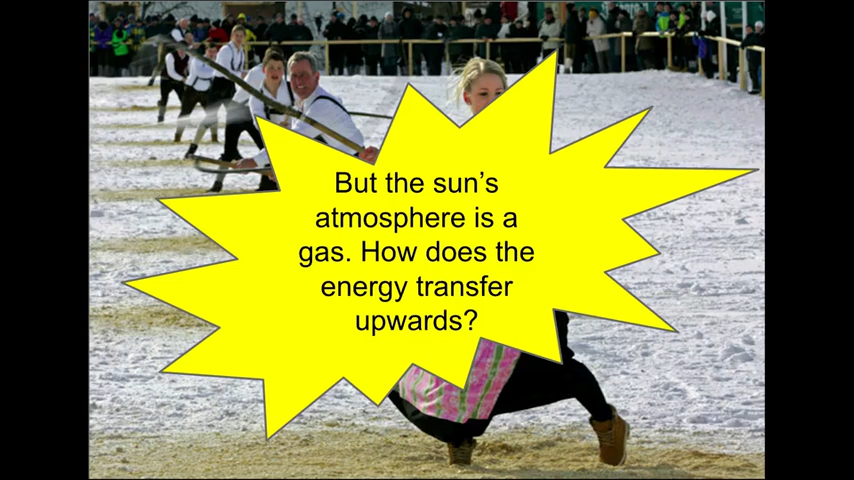 But the sun’s
atmosphere is a
gas. How does the
energy transfer
upwards?